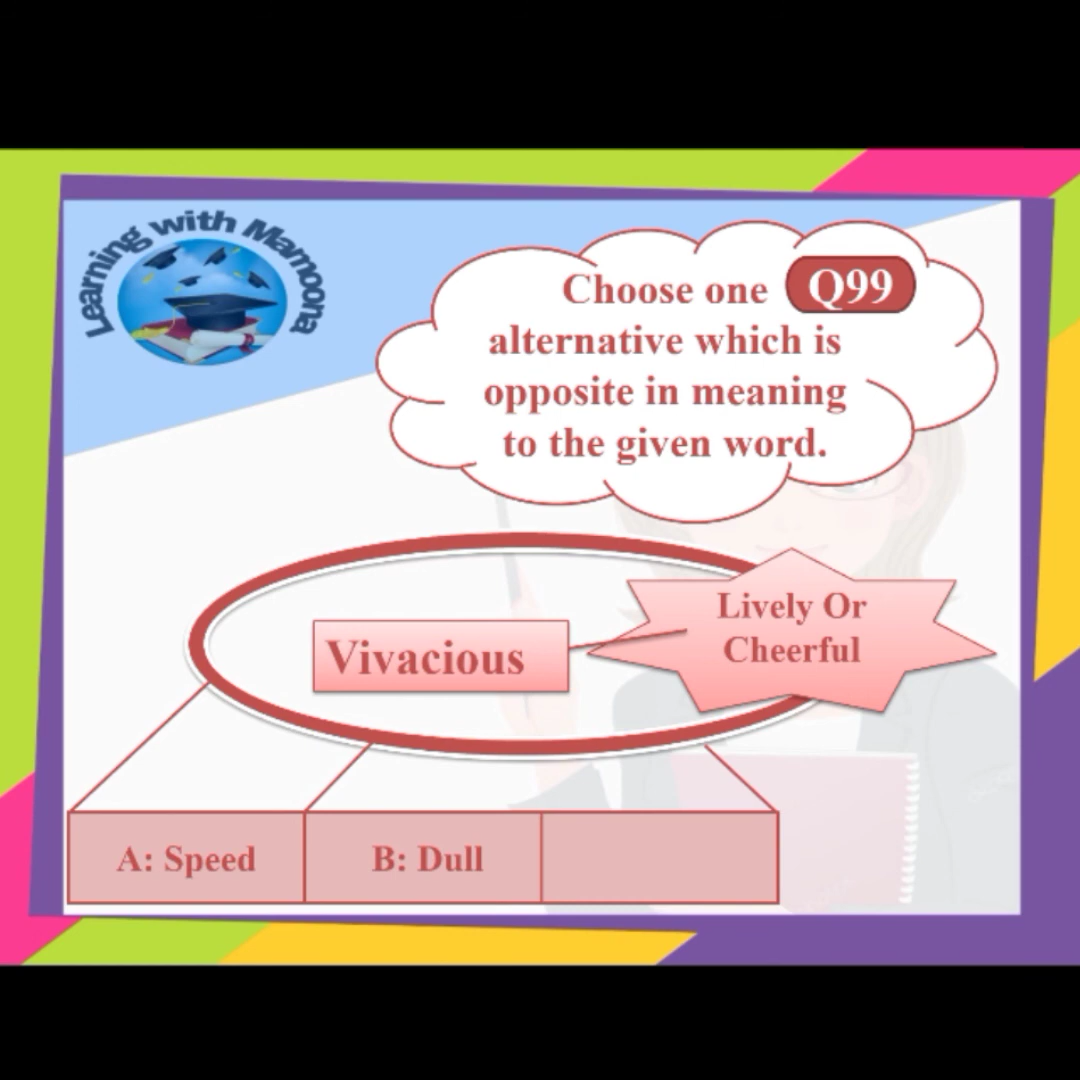 Learning with Mamoona
Choose one Q99
alternative which is
opposite in meaning
to the given word.
Lively Or
Cheerful
Vivacious
A: Speed
B: Dull